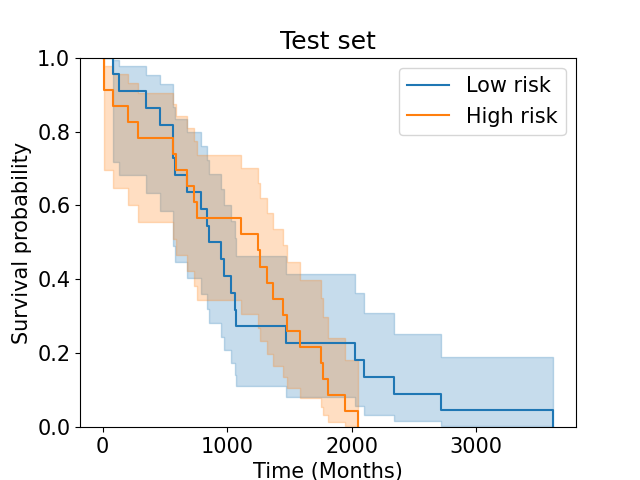 Test set
Low risk
High risk
Survival probability
1.0
0.8
0.6
0.4
0.2
0.0
0 1000 2000 3000
Time (Months)